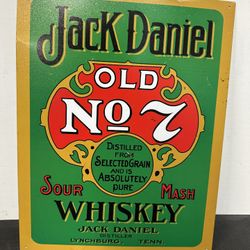 Jack Daniel
OLD
No 7
DISTILLED
FROM
SELECTED GRAIN
AND IS
ABSOLUTELY
PURE
SOUR MASH
WHISKEY
JACK DANIEL
DISTILLER
LYNCHBURG, TENN.